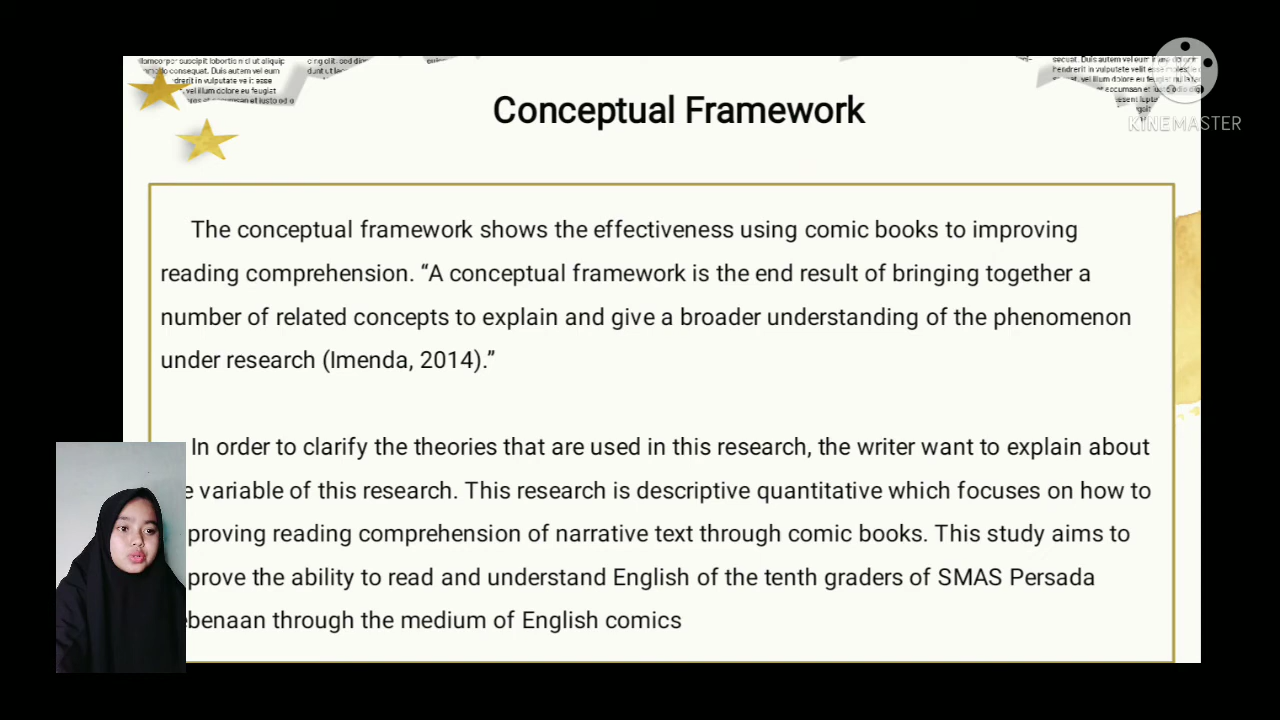 Conceptual Framework
KINEMASTER
The conceptual framework shows the effectiveness using comic books to improving
reading comprehension. “A conceptual framework is the end result of bringing together a
number of related concepts to explain and give a broader understanding of the phenomenon
under research (Imenda, 2014).”
In order to clarify the theories that are used in this research, the writer want to explain about
variable of this research. This research is descriptive quantitative which focuses on how to
proving reading comprehension of narrative text through comic books. This study aims to
prove the ability to read and understand English of the tenth graders of SMAS Persada
benaan through the medium of English comics